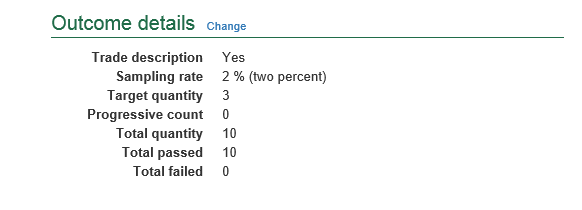 Outcome details Change
Trade description Yes
Sampling rate 2 % (two percent)
Target quantity 3
Progressive count 0
Total quantity 10
Total passed 10
Total failed 0